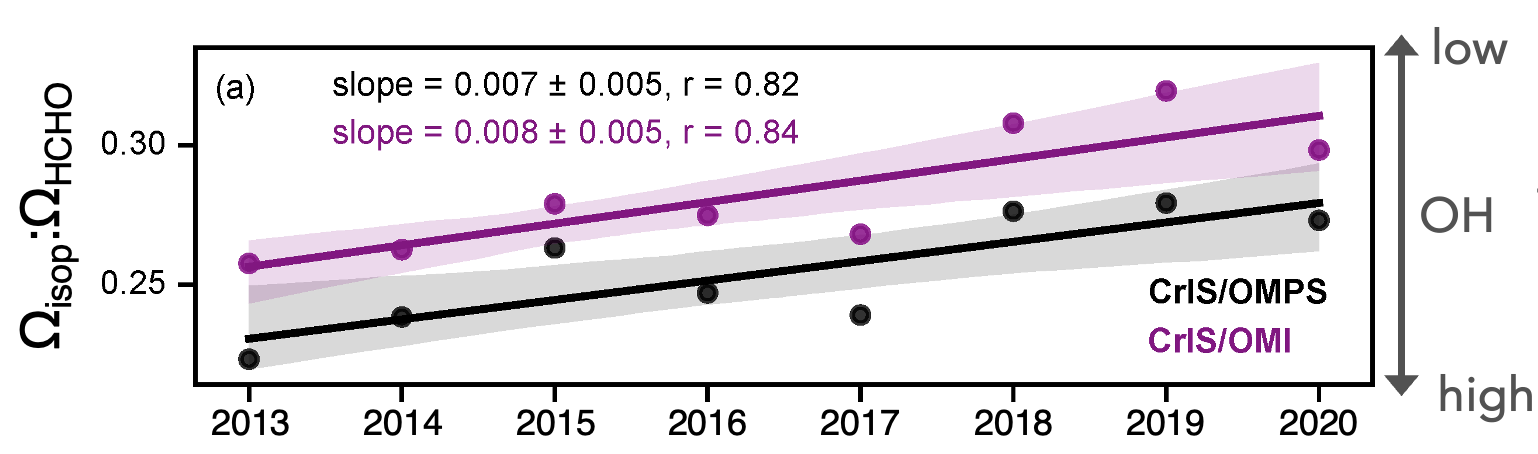 (a)
slope = 0.007 ± 0.005, r = 0.82
slope = 0.008 ± 0.005, r = 0.84
Ωisop:ΩHCHO
0.30
0.25
CrIS/OMPS
CrIS/OMI
2013 2014 2015 2016 2017 2018 2019 2020
low
OH
high